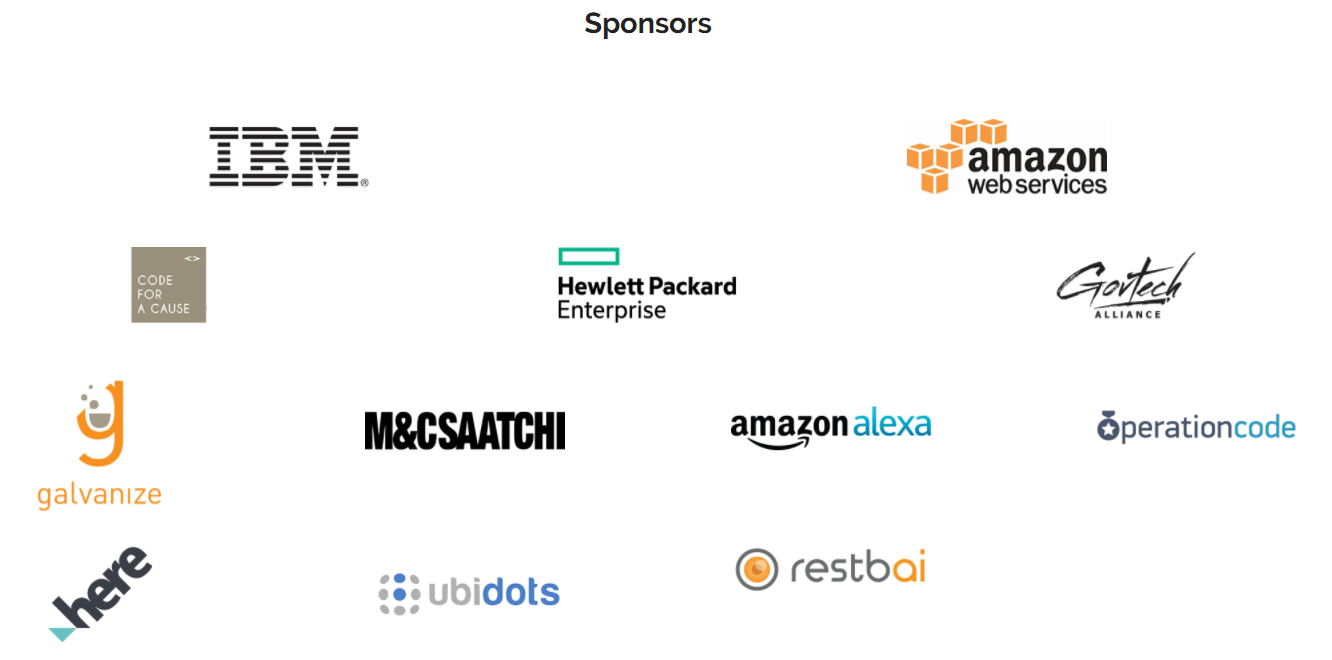 Sponsors
IBM®
amazon
web services
<>
CODE
FOR
A CAUSE
Hewlett Packard
Enterprise
GovTech
ALLIANCE
g
galvanize
M&CSAATCHI
amazon alexa
operationcode
here
ubidots
restbai